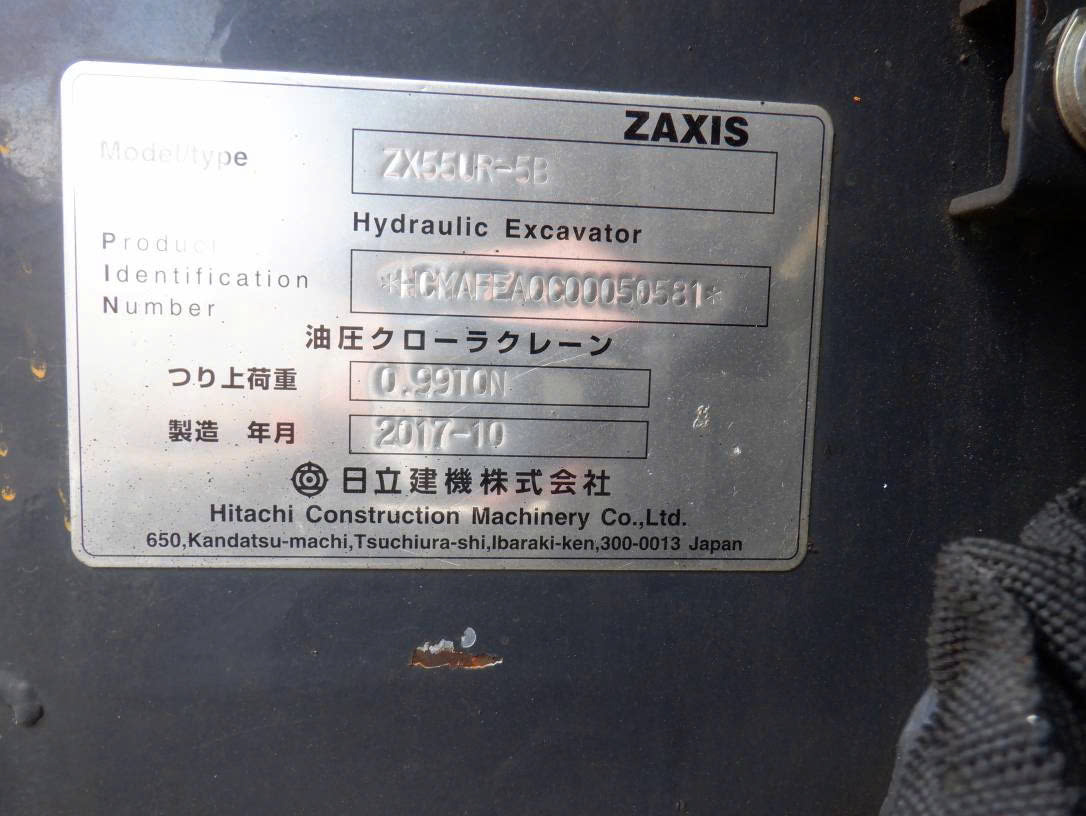 ZAXIS
Model/type ZX55UR-5B
Hydraulic Excavator
Product
Identification
Number
*HCMAFEA0C00050581*
油圧クローラクレーン
つり上荷重 0.99TON
製造 年月 2017-10
日立建機株式会社
Hitachi Construction Machinery Co.,Ltd.
650,Kandatsu-machi,Tsuchiura-shi,Ibaraki-ken,300-0013 Japan